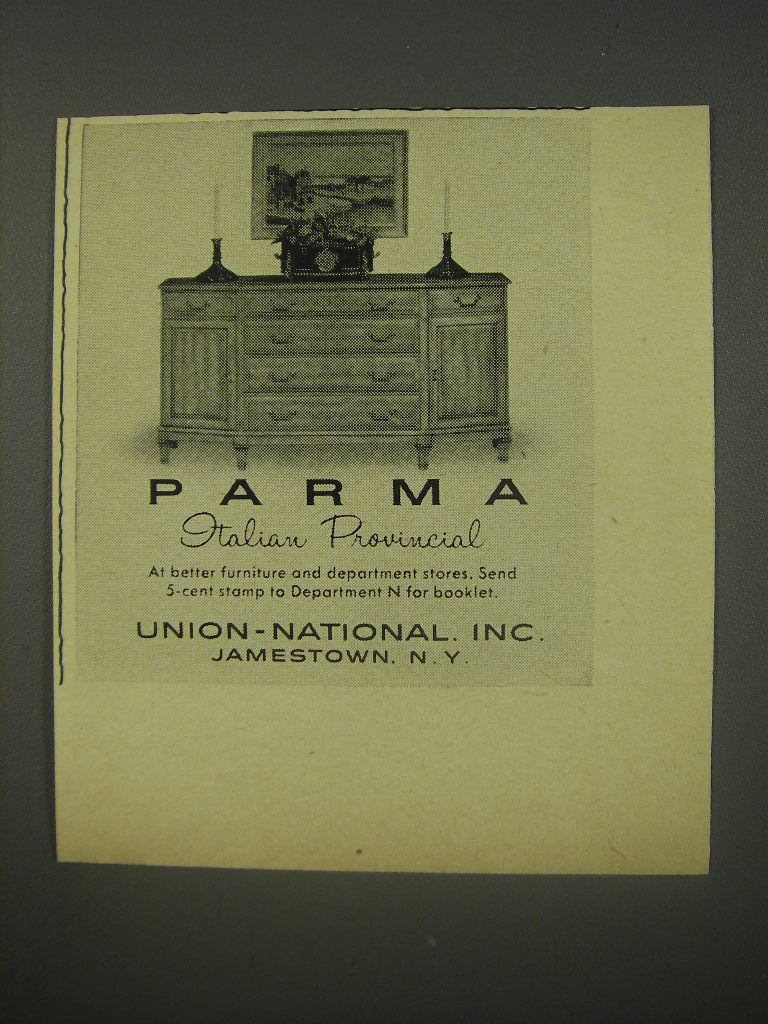 PARMA
Italian Provincial
At better furniture and department stores. Send
5-cent stamp to Department N for booklet.
UNION-NATIONAL. INC.
JAMESTOWN. N.Y.